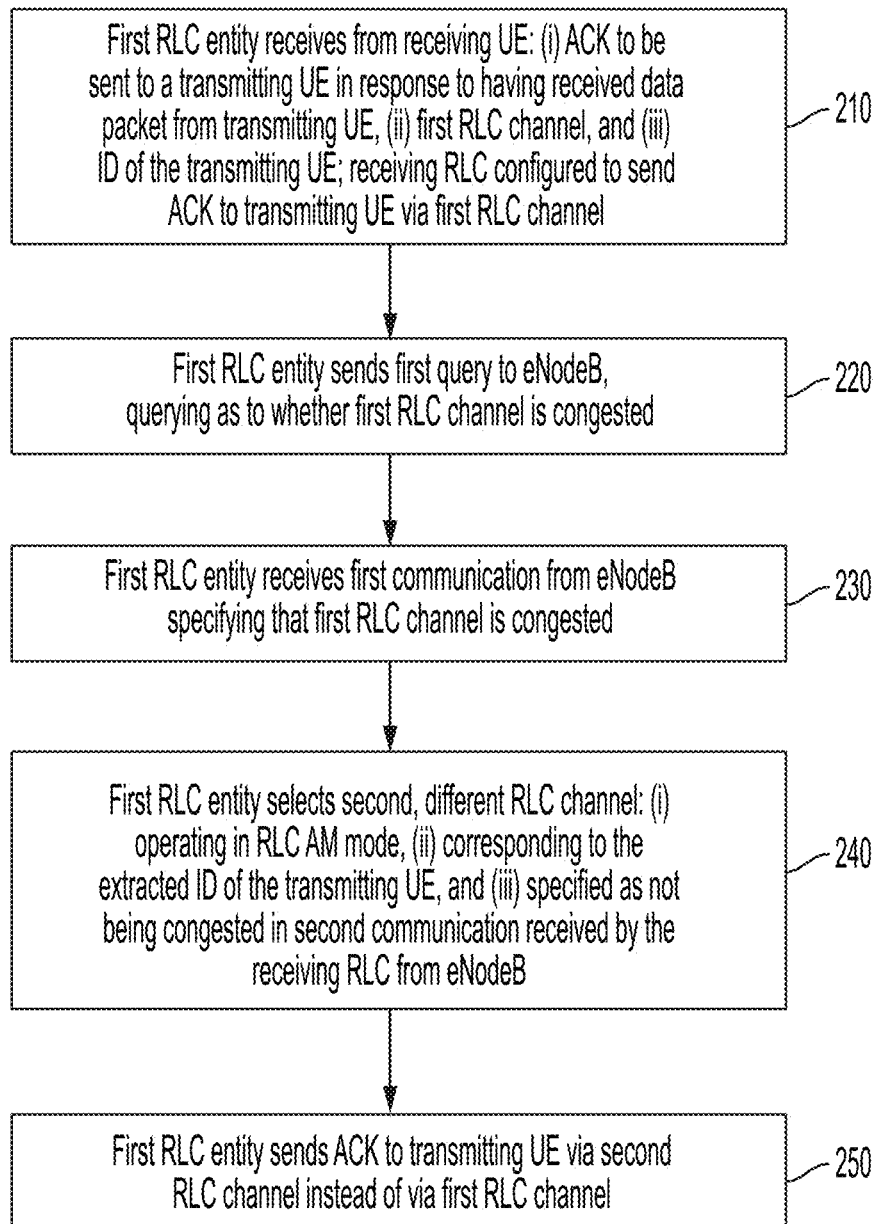 First RLC entity receives from receiving UE: (i) ACK to be
sent to a transmitting UE in response to having received data
packet from transmitting UE, (ii) first RLC channel, and (iii)
ID of the transmitting UE; receiving RLC configured to send
ACK to transmitting UE via first RLC channel
210
First RLC entity sends first query to eNodeB,
querying as to whether first RLC channel is congested
220
First RLC entity receives first communication from eNodeB
specifying that first RLC channel is congested
230
First RLC entity selects second, different RLC channel: (i)
operating in RLC AM mode, (ii) corresponding to the
extracted ID of the transmitting UE, and (iii) specified as not
being congested in second communication received by the
receiving RLC from eNodeB
240
First RLC entity sends ACK to transmitting UE via second
RLC channel instead of via first RLC channel
250